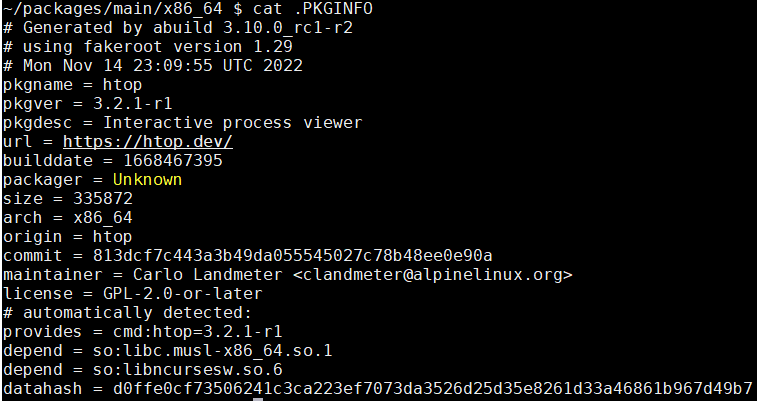 ~/packages/main/x86_64 $ cat .PKGINFO
# Generated by abuild 3.10.0_rc1-r2
# using fakeroot version 1.29
# Mon Nov 14 23:09:55 UTC 2022
pkgname = htop
pkgver = 3.2.1-r1
pkgdesc = Interactive process viewer
url = https://htop.dev/
builddate = 1668467395
packager = Unknown
size = 335872
arch = x86_64
origin = htop
commit = 813dcf7c443a3b49da055545027c78b48ee0e90a
maintainer = Carlo Landmeter <clandmeter@alpinelinux.org>
license = GPL-2.0-or-later
# automatically detected:
provides = cmd:htop=3.2.1-r1
depend = so:libc.musl-x86_64.so.1
depend = so:libncursesw.so.6
datahash = d0ffe0cf73506241c3ca223ef7073da3526d25d35e8261d33a46861b967d49b7